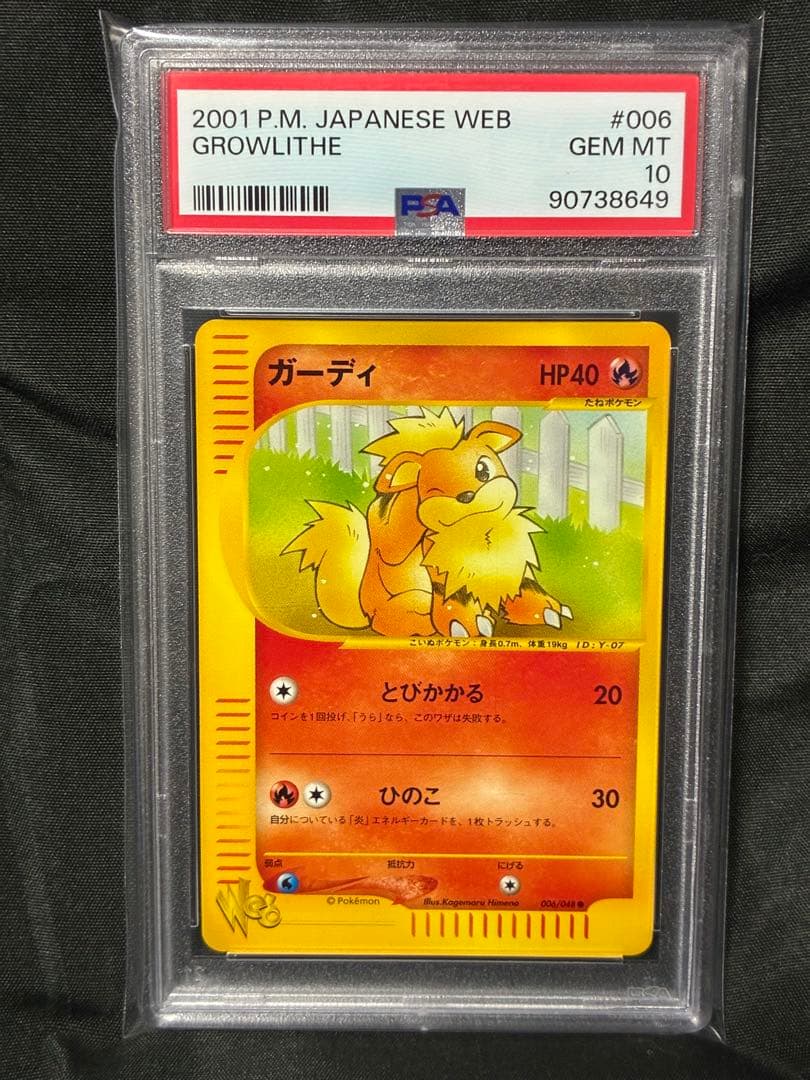 2001 P.M. JAPANESE WEB #006
GROWLITHE GEM MT
10
PSA 90738649
ガーディ HP40
たねポケモン
こいぬポケモン：身長0.7m、体重19kg ID:Y-07
とびかかる 20
コインを1回投げ、「うら」なら、このワザは失敗する。
ひのこ 30
自分についている「炎」エネルギーカードを、1枚トラッシュする。
弱点 抵抗力 にげる
Web ©Pokémon Illus.Kagemaru Himeno 006/048●
PSA